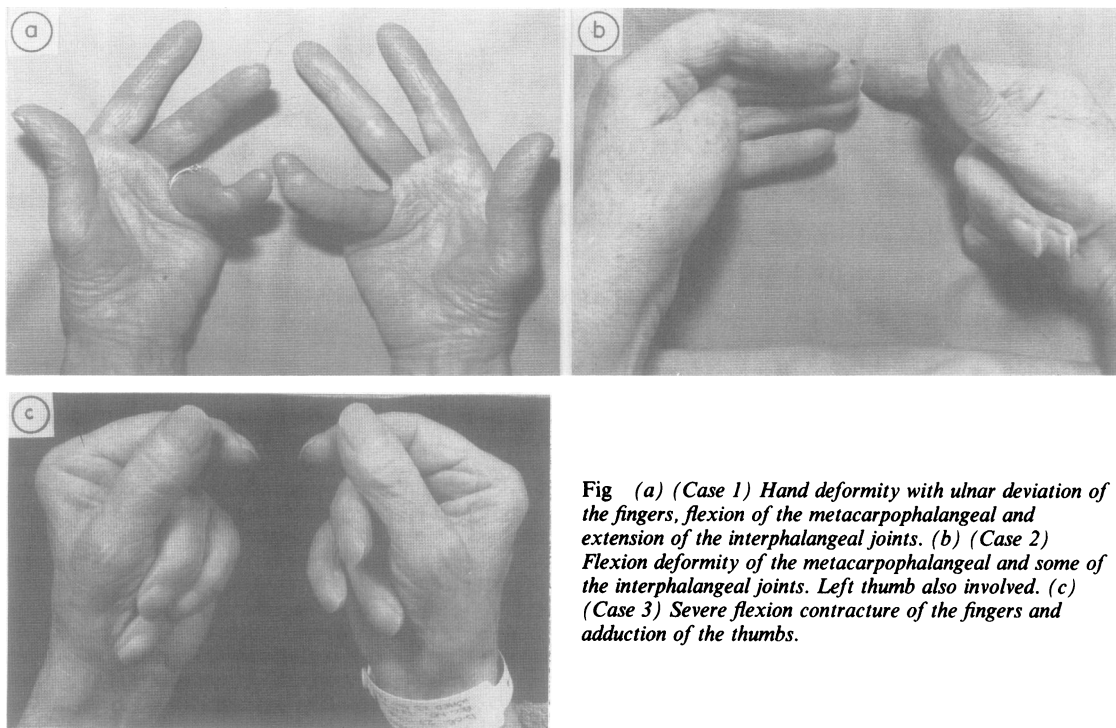 a
b
c
Fig (a) (Case 1) Hand deformity with ulnar deviation of
the fingers, flexion of the metacarpophalangeal and
extension of the interphalangeal joints. (b) (Case 2)
Flexion deformity of the metacarpophalangeal and some of
the interphalangeal joints. Left thumb also involved. (c)
(Case 3) Severe flexion contracture of the fingers and
adduction of the thumbs.